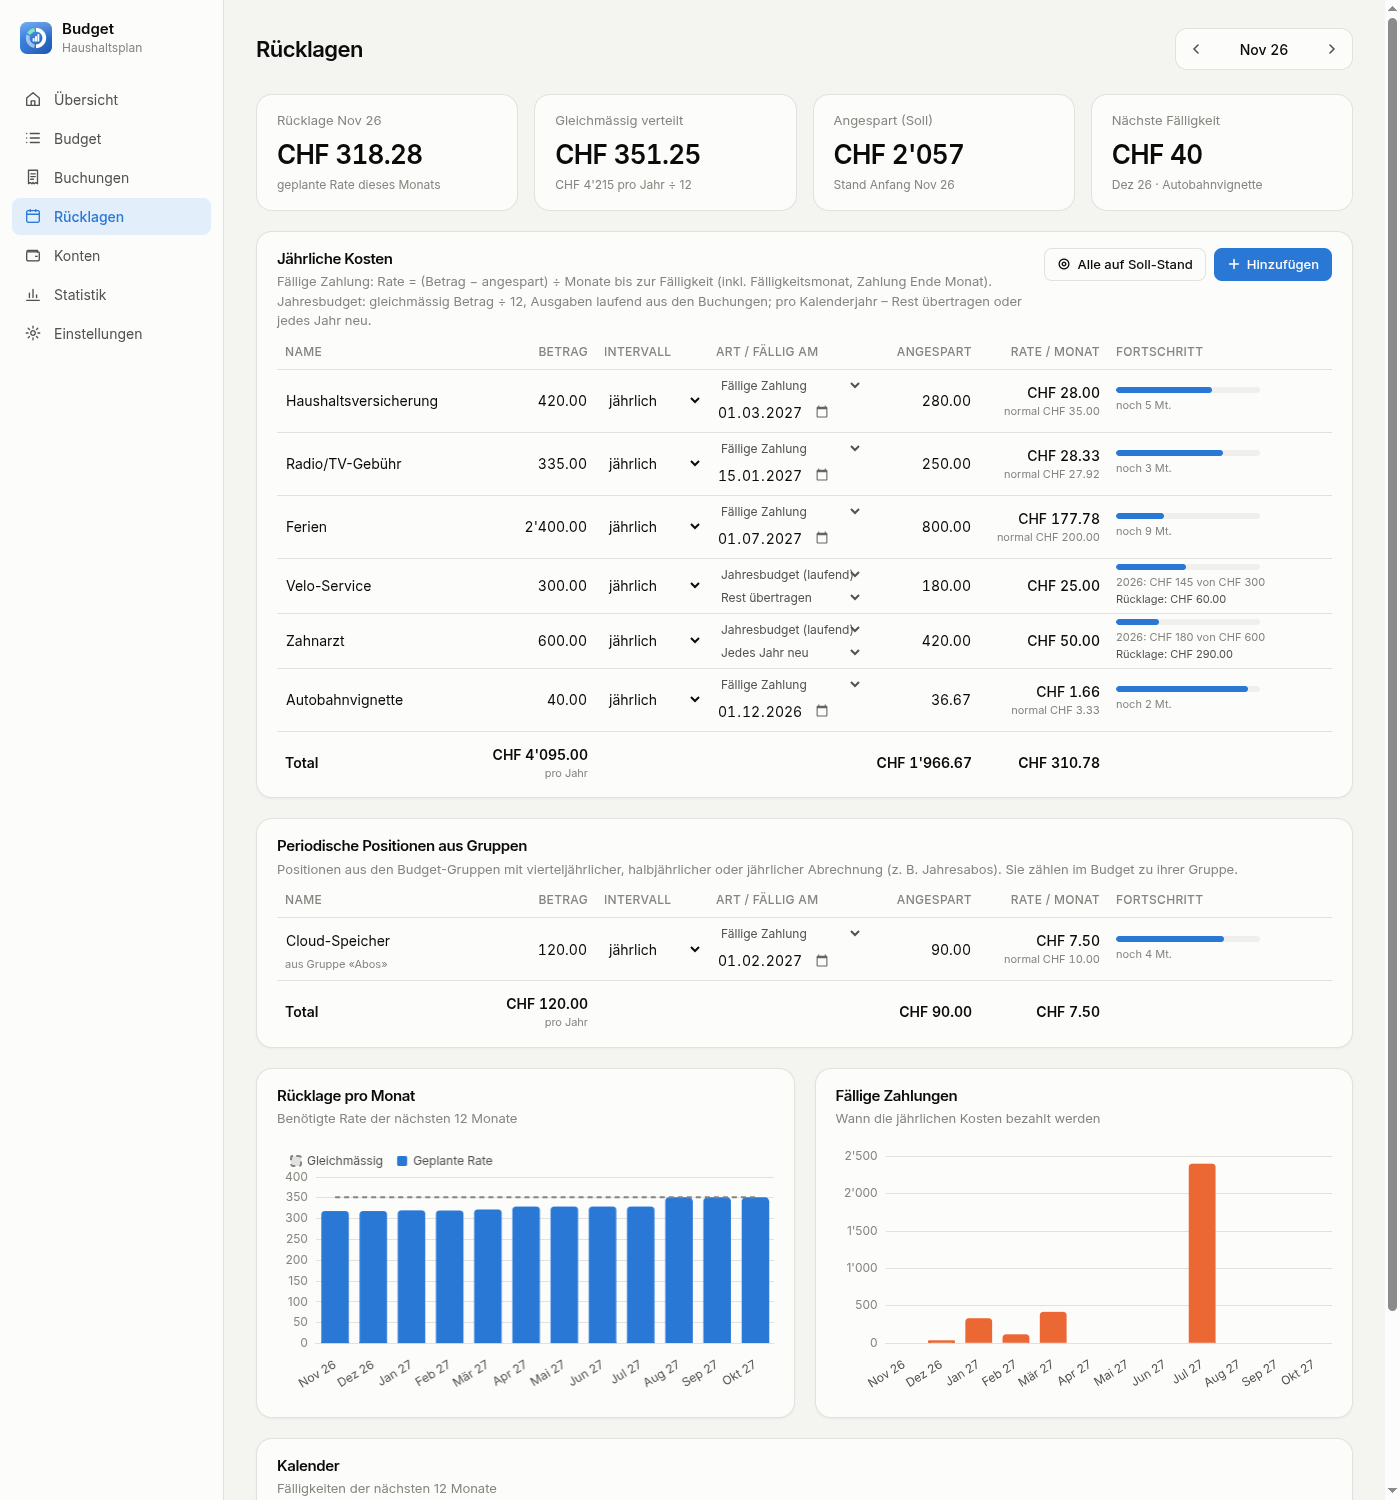 Budget
Haushaltsplan
Übersicht
Budget
Buchungen
Rücklagen
Konten
Statistik
Einstellungen
Rücklagen
Nov 26
Rücklage Nov 26
CHF 318.28
geplante Rate dieses Monats
Gleichmässig verteilt
CHF 351.25
CHF 4'215 pro Jahr ÷ 12
Angespart (Soll)
CHF 2'057
Stand Anfang Nov 26
Nächste Fälligkeit
CHF 40
Dez 26 · Autobahnvignette
Jährliche Kosten
Fällige Zahlung: Rate = (Betrag − angespart) ÷ Monate bis zur Fälligkeit (inkl. Fälligkeitsmonat, Zahlung Ende Monat).
Jahresbudget: gleichmässig Betrag ÷ 12, Ausgaben laufend aus den Buchungen; pro Kalenderjahr – Rest übertragen oder
jedes Jahr neu.
Alle auf Soll-Stand
Hinzufügen
NAME BETRAG INTERVALL ART / FÄLLIG AM ANGESPART RATE / MONAT FORTSCHRITT
Haushaltsversicherung 420.00 jährlich Fällige Zahlung 01.03.2027 280.00 CHF 28.00 normal CHF 35.00 noch 5 Mt.
Radio/TV-Gebühr 335.00 jährlich Fällige Zahlung 15.01.2027 250.00 CHF 28.33 normal CHF 27.92 noch 3 Mt.
Ferien 2'400.00 jährlich Fällige Zahlung 01.07.2027 800.00 CHF 177.78 normal CHF 200.00 noch 9 Mt.
Velo-Service 300.00 jährlich Jahresbudget (laufend) Rest übertragen 180.00 CHF 25.00 2026: CHF 145 von CHF 300 Rücklage: CHF 60.00
Zahnarzt 600.00 jährlich Jahresbudget (laufend) Jedes Jahr neu 420.00 CHF 50.00 2026: CHF 180 von CHF 600 Rücklage: CHF 290.00
Autobahnvignette 40.00 jährlich Fällige Zahlung 01.12.2026 36.67 CHF 1.66 normal CHF 3.33 noch 2 Mt.
Total CHF 4'095.00 pro Jahr CHF 1'966.67 CHF 310.78
Periodische Positionen aus Gruppen
Positionen aus den Budget-Gruppen mit vierteljährlicher, halbjährlicher oder jährlicher Abrechnung (z. B. Jahresabos). Sie zählen im Budget zu ihrer Gruppe.
NAME BETRAG INTERVALL ART / FÄLLIG AM ANGESPART RATE / MONAT FORTSCHRITT
Cloud-Speicher aus Gruppe «Abos» 120.00 jährlich Fällige Zahlung 01.02.2027 90.00 CHF 7.50 normal CHF 10.00 noch 4 Mt.
Total CHF 120.00 pro Jahr CHF 90.00 CHF 7.50
Rücklage pro Monat
Benötigte Rate der nächsten 12 Monate
Gleichmässig Geplante Rate
400
350
300
250
200
150
100
50
0
Nov 26 Dez 26 Jan 27 Feb 27 Mär 27 Apr 27 Mai 27 Jun 27 Jul 27 Aug 27 Sep 27 Okt 27
Fällige Zahlungen
Wann die jährlichen Kosten bezahlt werden
2'500
2'000
1'500
1'000
500
0
Nov 26 Dez 26 Jan 27 Feb 27 Mär 27 Apr 27 Mai 27 Jun 27 Jul 27 Aug 27 Sep 27 Okt 27
Kalender
Fälligkeiten der nächsten 12 Monate